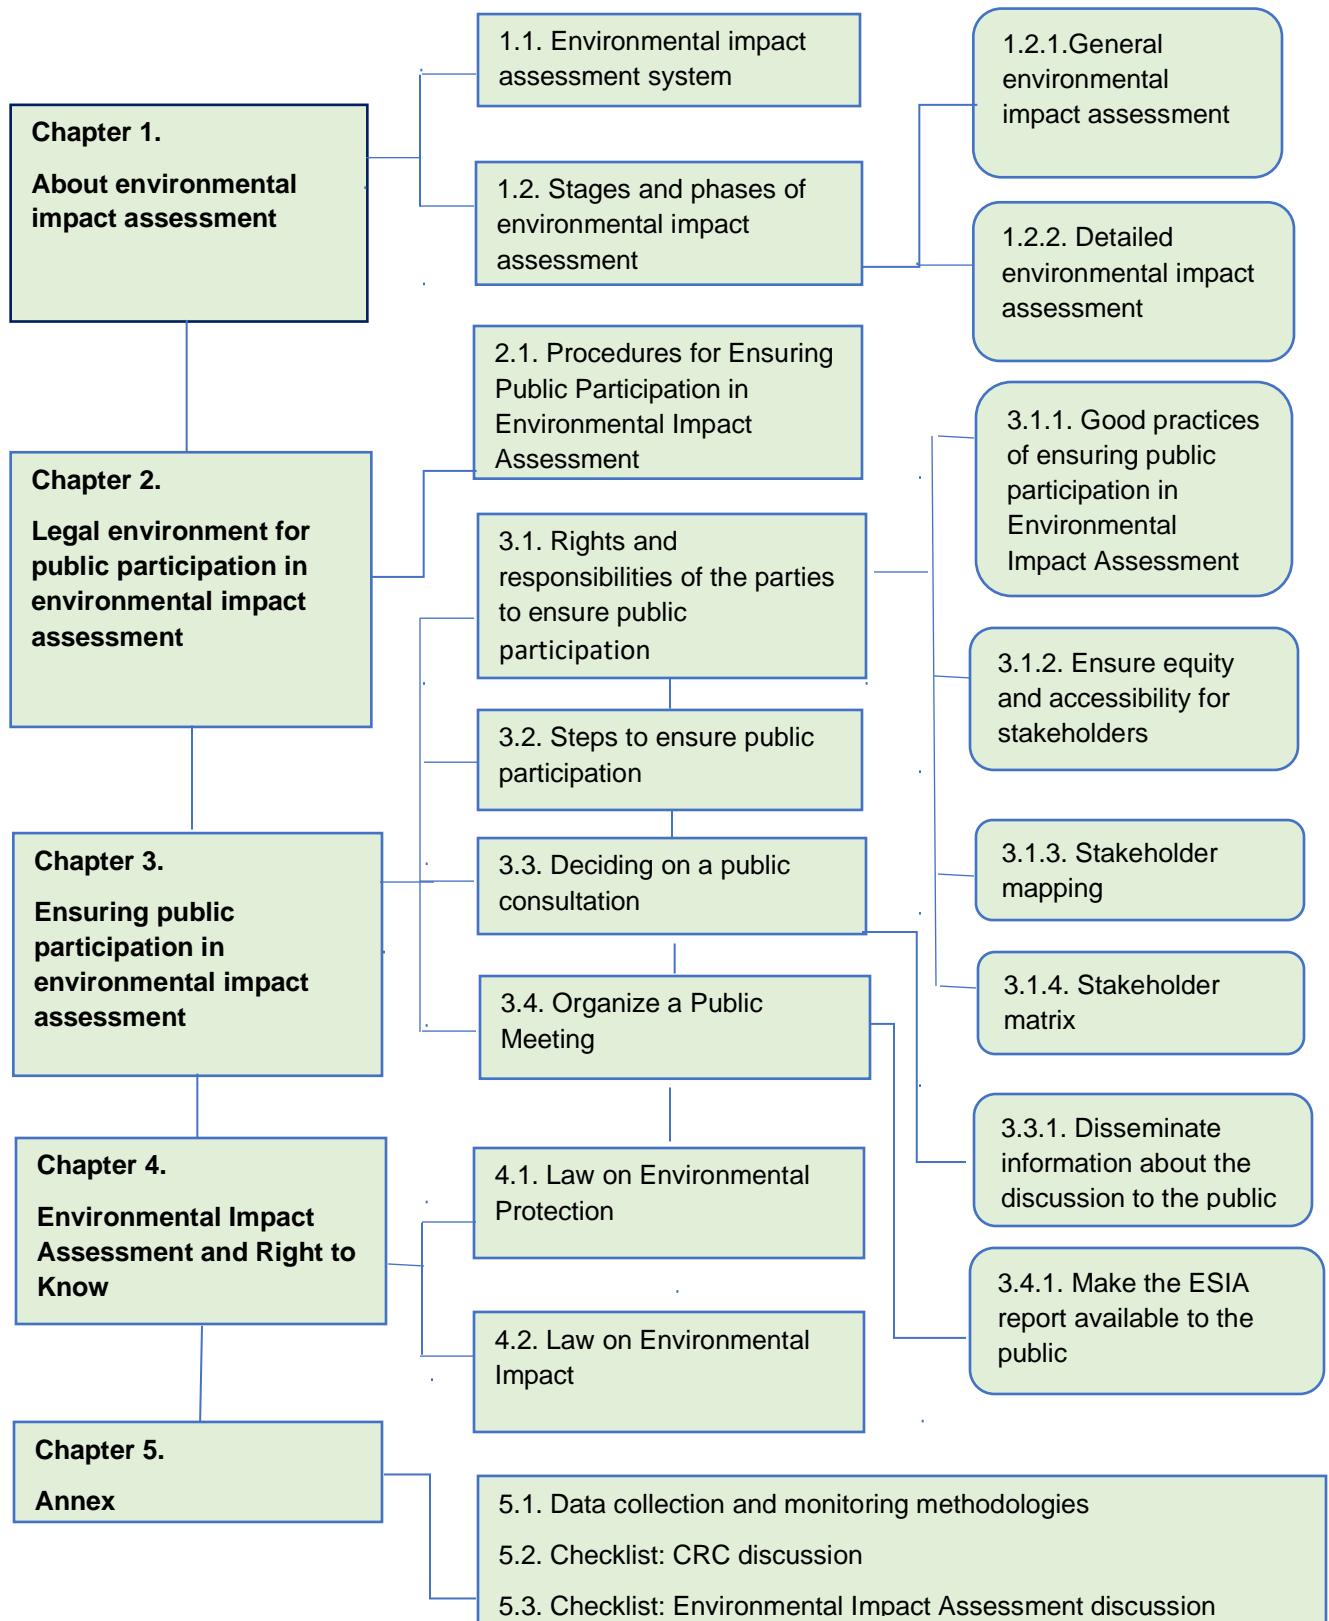 Chapter 1.
About environmental
impact assessment
1.1. Environmental impact
assessment system
1.2. Stages and phases of
environmental impact
assessment
1.2.1.General
environmental
impact assessment
1.2.2. Detailed
environmental impact
assessment
Chapter 2.
Legal environment for
public participation in
environmental impact
assessment
2.1. Procedures for Ensuring
Public Participation in
Environmental Impact
Assessment
Chapter 3.
Ensuring public
participation in
environmental impact
assessment
3.1. Rights and
responsibilities of the parties
to ensure public
participation
3.1.1. Good practices
of ensuring public
participation in
Environmental
Impact Assessment
3.1.2. Ensure equity
and accessibility for
stakeholders
3.1.3. Stakeholder
mapping
3.1.4. Stakeholder
matrix
3.2. Steps to ensure public
participation
3.3. Deciding on a public
consultation
3.3.1. Disseminate
information about the
discussion to the public
3.4. Organize a Public
Meeting
3.4.1. Make the ESIA
report available to the
public
Chapter 4.
Environmental Impact
Assessment and Right to
Know
4.1. Law on Environmental
Protection
4.2. Law on Environmental
Impact
Chapter 5.
Annex
5.1. Data collection and monitoring methodologies
5.2. Checklist: CRC discussion
5.3. Checklist: Environmental Impact Assessment discussion